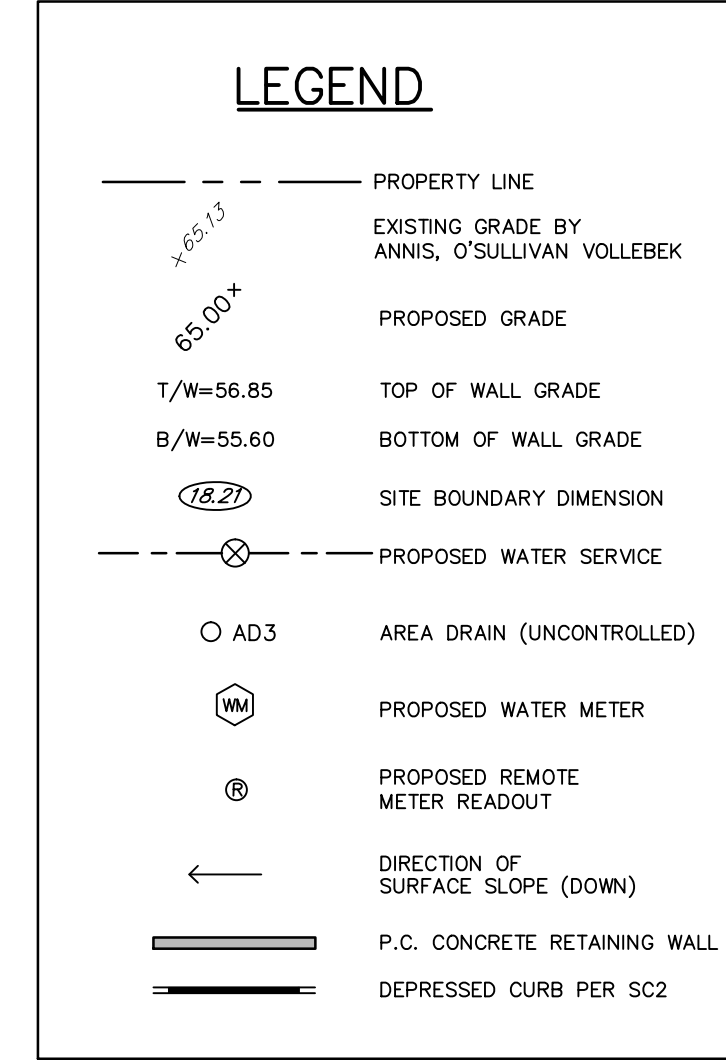 LEGEND
PROPERTY LINE
×65.13
EXISTING GRADE BY
ANNIS, O'SULLIVAN VOLLEBEK
65.00×
PROPOSED GRADE
T/W=56.85
TOP OF WALL GRADE
B/W=55.60
BOTTOM OF WALL GRADE
18.21
SITE BOUNDARY DIMENSION
PROPOSED WATER SERVICE
AD3
AREA DRAIN (UNCONTROLLED)
WM
PROPOSED WATER METER
R
PROPOSED REMOTE
METER READOUT
DIRECTION OF
SURFACE SLOPE (DOWN)
P.C. CONCRETE RETAINING WALL
DEPRESSED CURB PER SC2